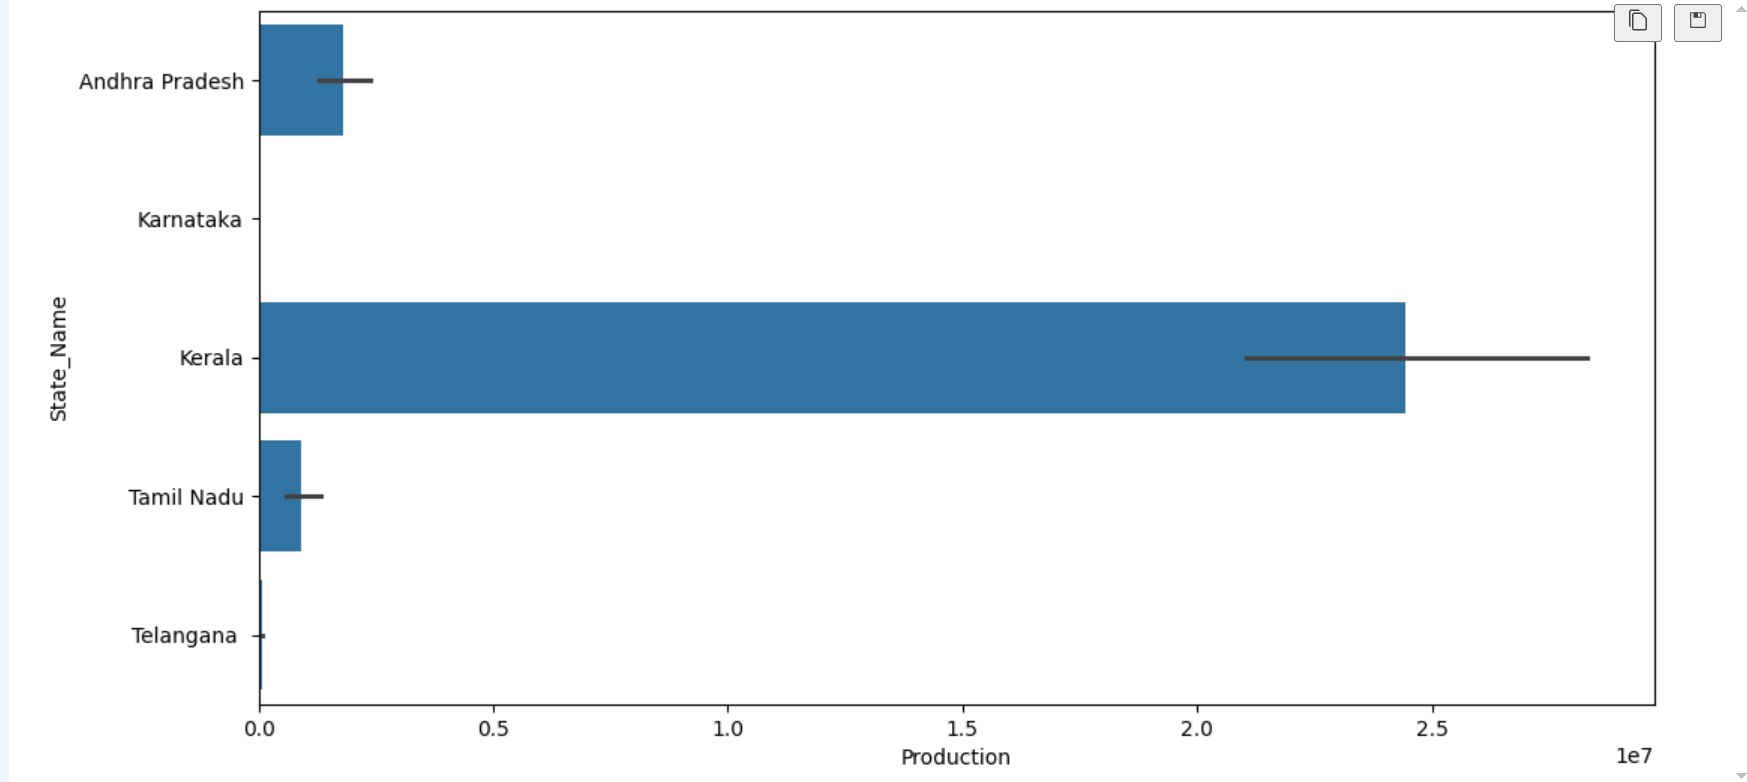 Andhra Pradesh
Karnataka
Kerala
Tamil Nadu
Telangana
State_Name
0.0 0.5 1.0 1.5 2.0 2.5
1e7
Production